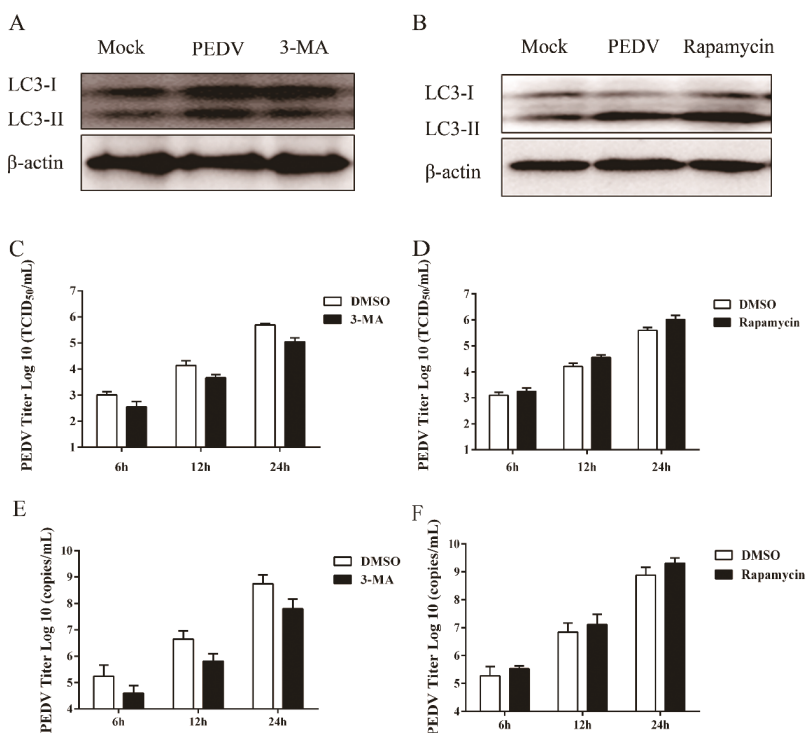 A
Mock PEDV 3-MA
LC3-I
LC3-II
β-actin
B
Mock PEDV Rapamycin
LC3-I
LC3-II
β-actin
C
PEDV Titer Log 10 (TCID50/mL)
7
6
5
4
3
2
1
6h 12h 24h
DMSO
3-MA
D
PEDV Titer Log 10 (TCID50/mL)
7
6
5
4
3
2
1
6h 12h 24h
DMSO
Rapamycin
E
PEDV Titer Log 10 (copies/mL)
10
9
8
7
6
5
4
6h 12h 24h
DMSO
3-MA
F
PEDV Titer Log 10 (copies/mL)
10
9
8
7
6
5
4
6h 12h 24h
DMSO
Rapamycin